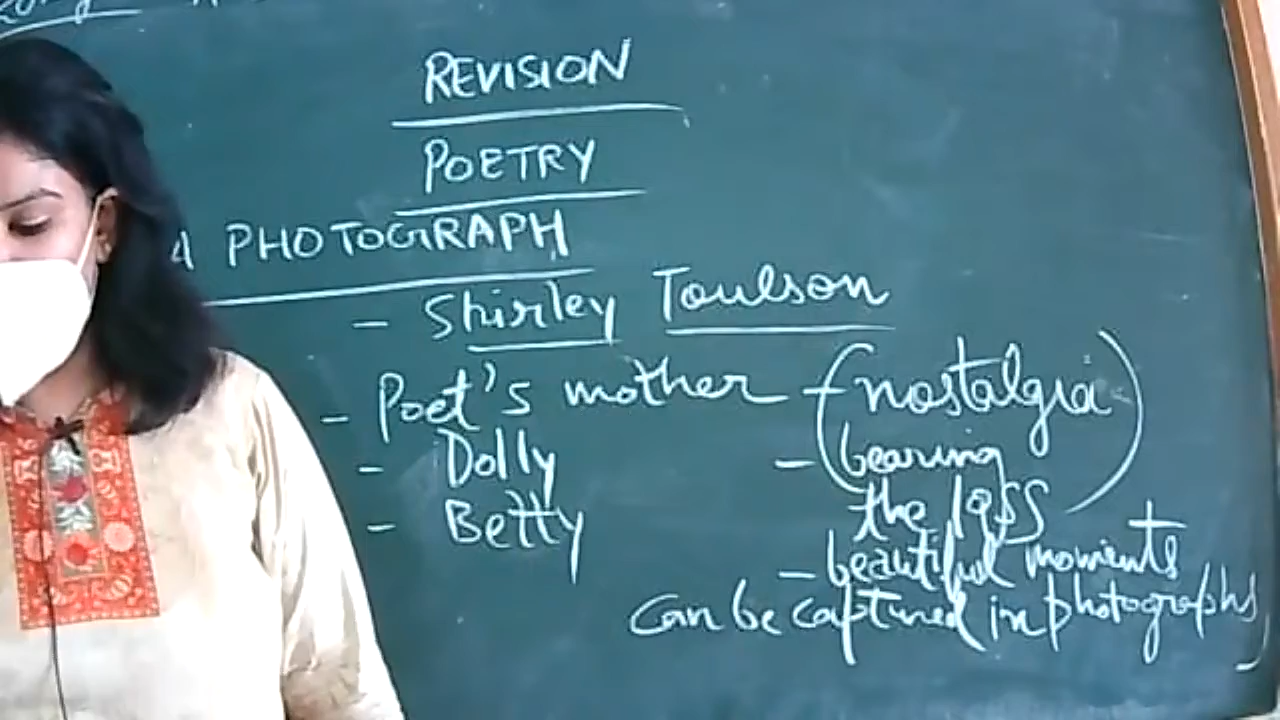 REVISION
POETRY
A PHOTOGRAPH
- Shirley Toulson
- Poet's mother - (nostalgia)
- Dolly - bearing
the loss
- Betty
- beautiful moments
can be captured in photographs